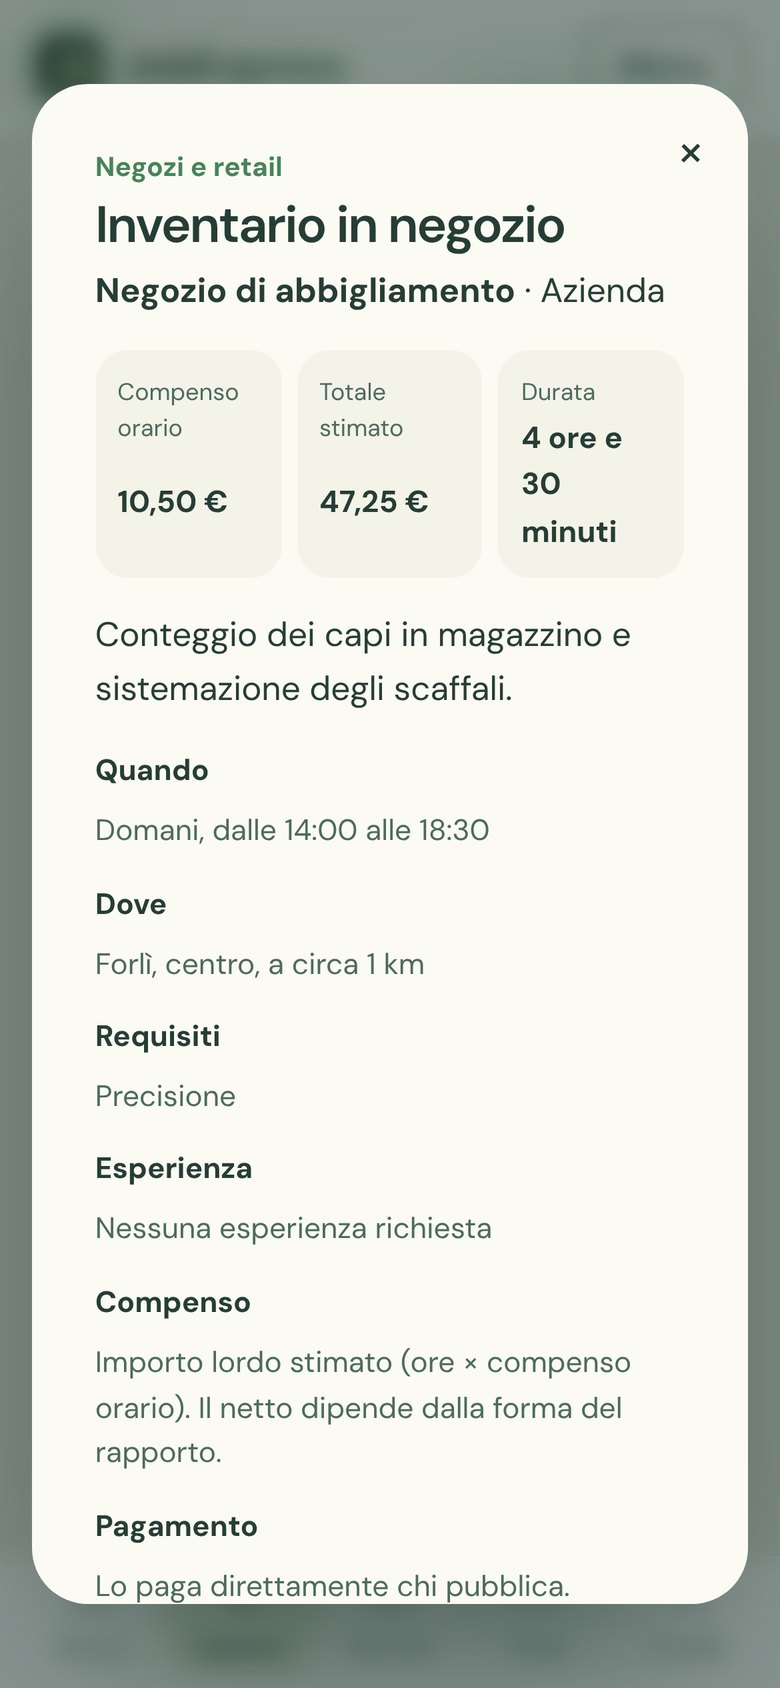 Negozi e retail
×
Inventario in negozio
Negozio di abbigliamento · Azienda
Compenso
orario
10,50 €
Totale
stimato
47,25 €
Durata
4 ore e
30
minuti
Conteggio dei capi in magazzino e
sistemazione degli scaffali.
Quando
Domani, dalle 14:00 alle 18:30
Dove
Forlì, centro, a circa 1 km
Requisiti
Precisione
Esperienza
Nessuna esperienza richiesta
Compenso
Importo lordo stimato (ore × compenso
orario). Il netto dipende dalla forma del
rapporto.
Pagamento
Lo paga direttamente chi pubblica.